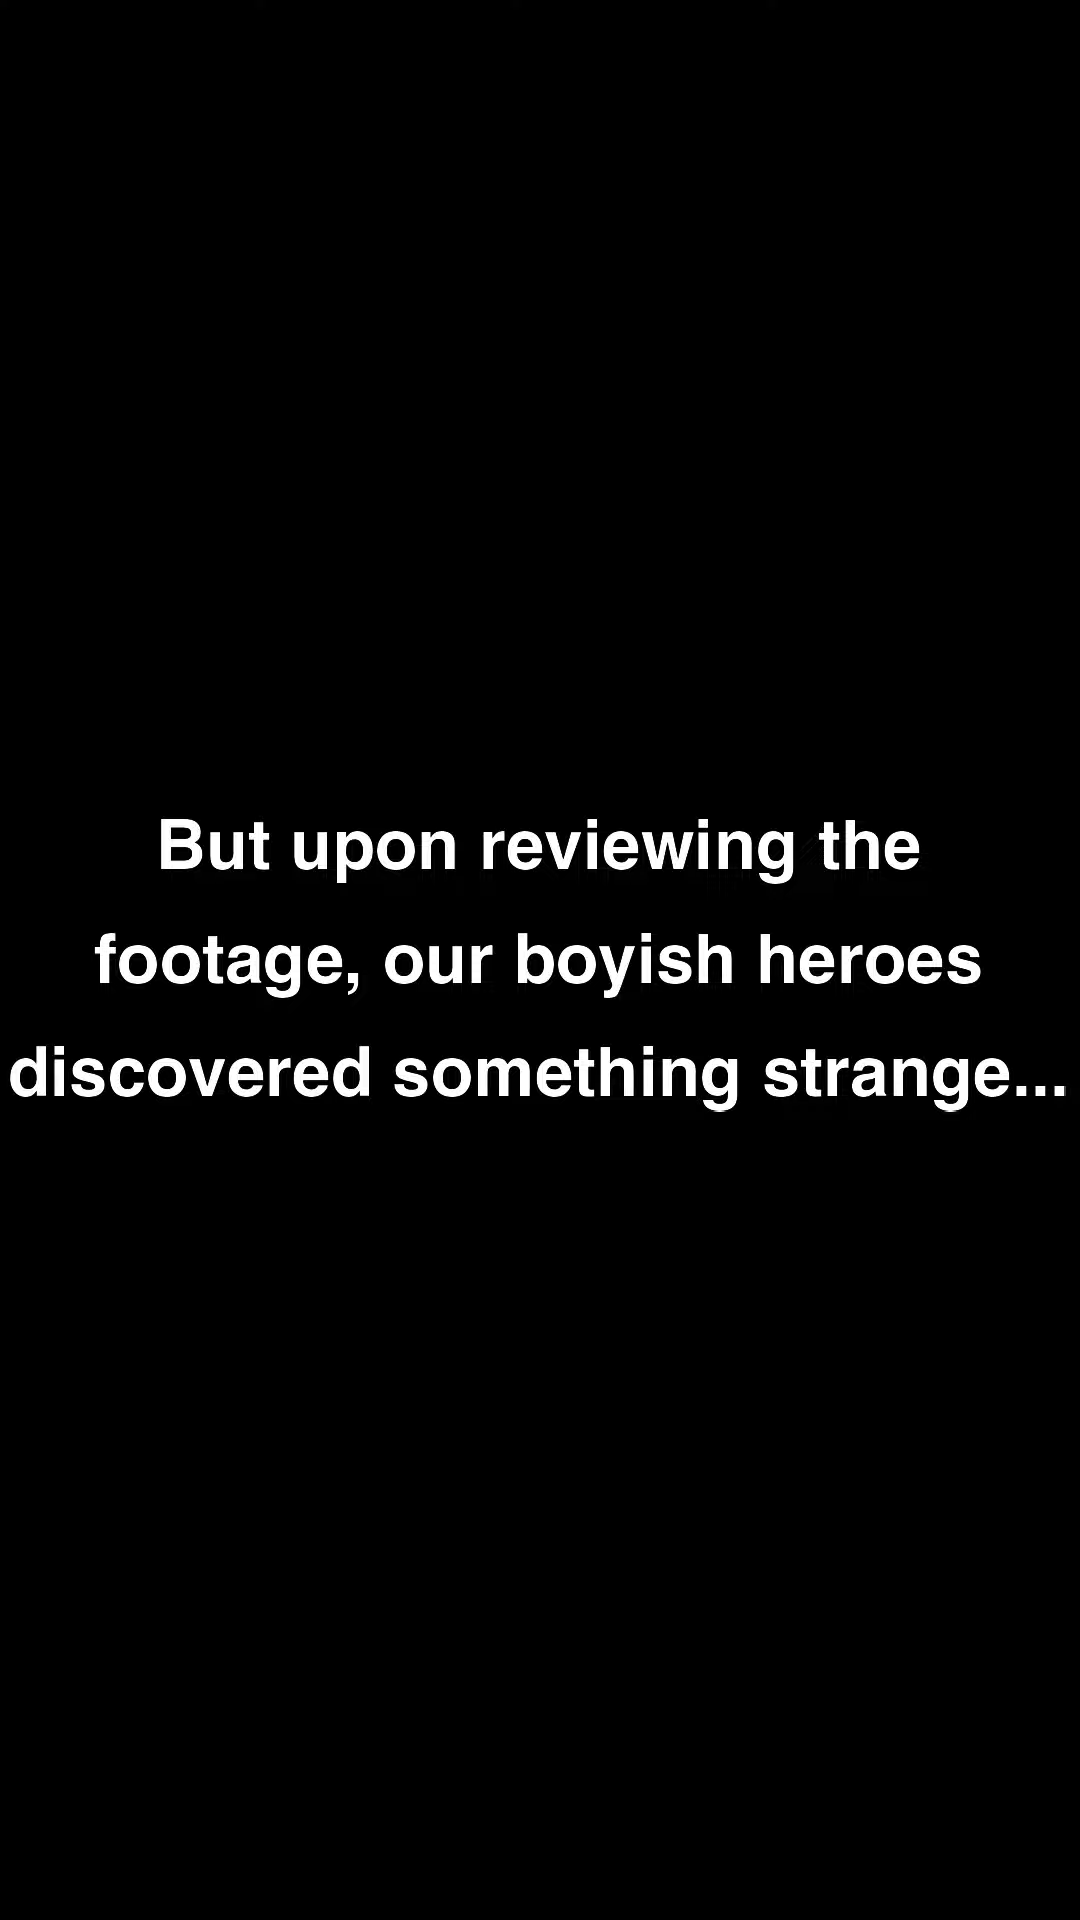 But upon reviewing the
footage, our boyish heroes
discovered something strange...